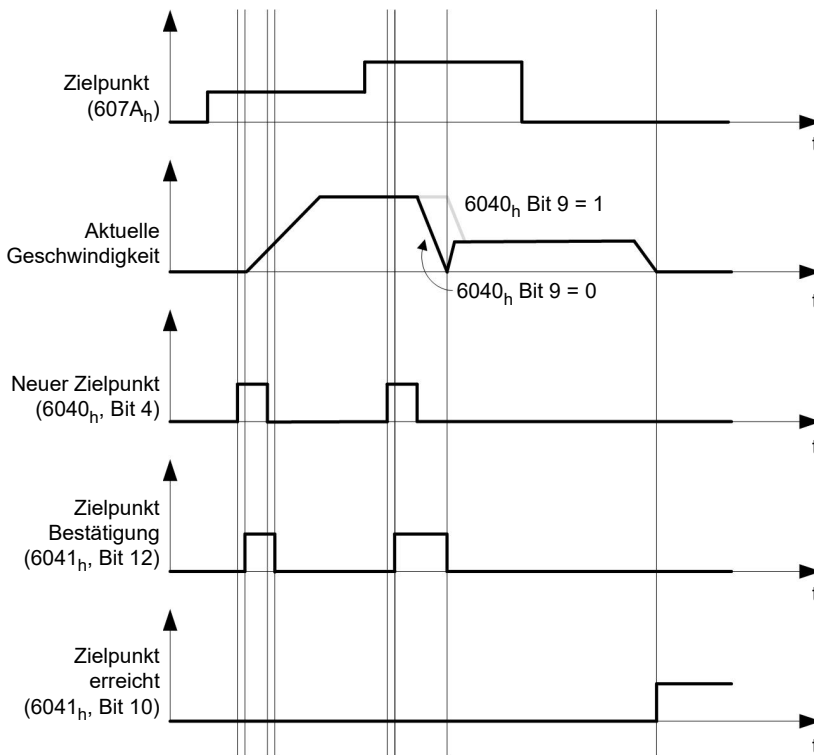 Zielpunkt
(607Aₕ)
t
Aktuelle
Geschwindigkeit
6040ₕ Bit 9 = 1
6040ₕ Bit 9 = 0
t
Neuer Zielpunkt
(6040ₕ, Bit 4)
t
Zielpunkt
Bestätigung
(6041ₕ, Bit 12)
t
Zielpunkt
erreicht
(6041ₕ, Bit 10)
t